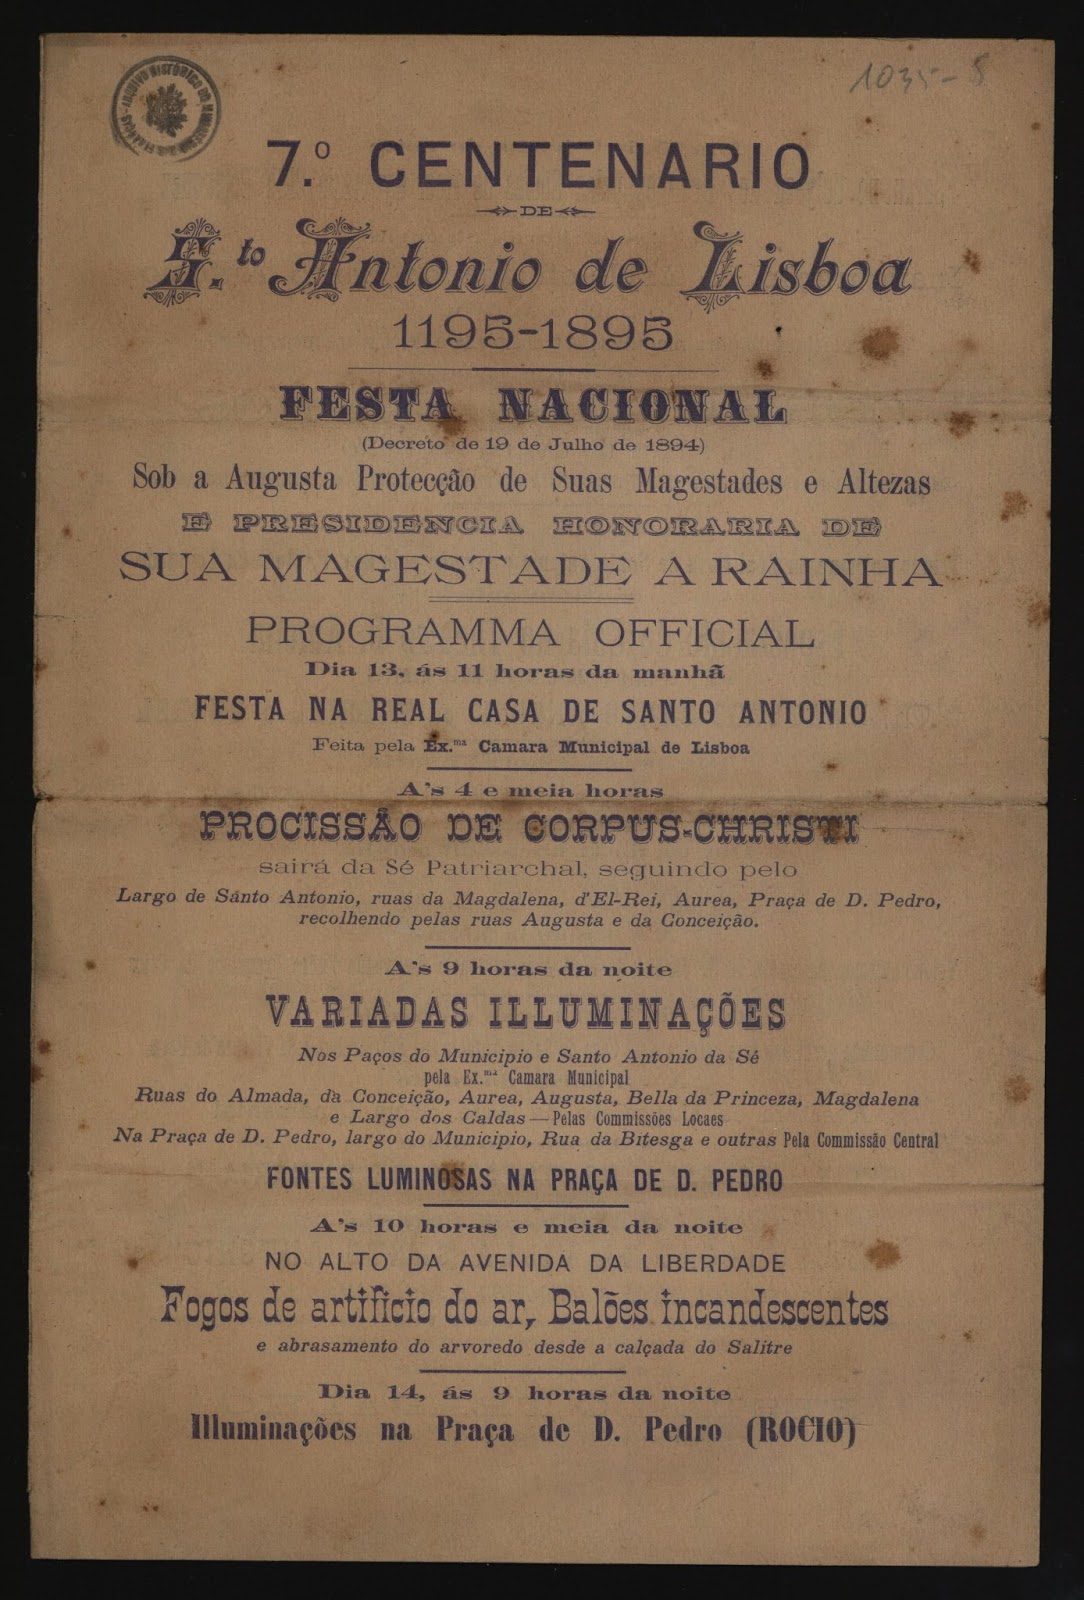 1035-S
ARQUIVO HISTÓRICO DO MINISTÉRIO DAS FINANÇAS
7.º CENTENARIO
DE
S.to Antonio de Lisboa
1195-1895
FESTA NACIONAL
(Decreto de 19 de Julho de 1894)
Sob a Augusta Protecção de Suas Magestades e Altezas
E PRESIDENCIA HONORARIA DE
SUA MAGESTADE A RAINHA
PROGRAMMA OFFICIAL
Dia 13, ás 11 horas da manhã
FESTA NA REAL CASA DE SANTO ANTONIO
Feita pela Ex.ma Camara Municipal de Lisboa
A's 4 e meia horas
PROCISSÃO DE CORPUS-CHRISTI
sairá da Sé Patriarchal, seguindo pelo
Largo de Santo Antonio, ruas da Magdalena, d'El-Rei, Aurea, Praça de D. Pedro,
recolhendo pelas ruas Augusta e da Conceição.
A's 9 horas da noite
VARIADAS ILLUMINAÇÕES
Nos Paços do Municipio e Santo Antonio da Sé
pela Ex.ma Camara Municipal
Ruas do Almada, da Conceição, Aurea, Augusta, Bella da Princeza, Magdalena
e Largo dos Caldas—Pelas Commissões Locaes
Na Praça de D. Pedro, largo do Municipio, Rua da Bitesga e outras Pela Commissão Central
FONTES LUMINOSAS NA PRAÇA DE D. PEDRO
A's 10 horas e meia da noite
NO ALTO DA AVENIDA DA LIBERDADE
Fogos de artificio do ar, Balões incandescentes
e abrasamento do arvoredo desde a calçada do Salitre
Dia 14, ás 9 horas da noite
Illuminações na Praça de D. Pedro (ROCIO)